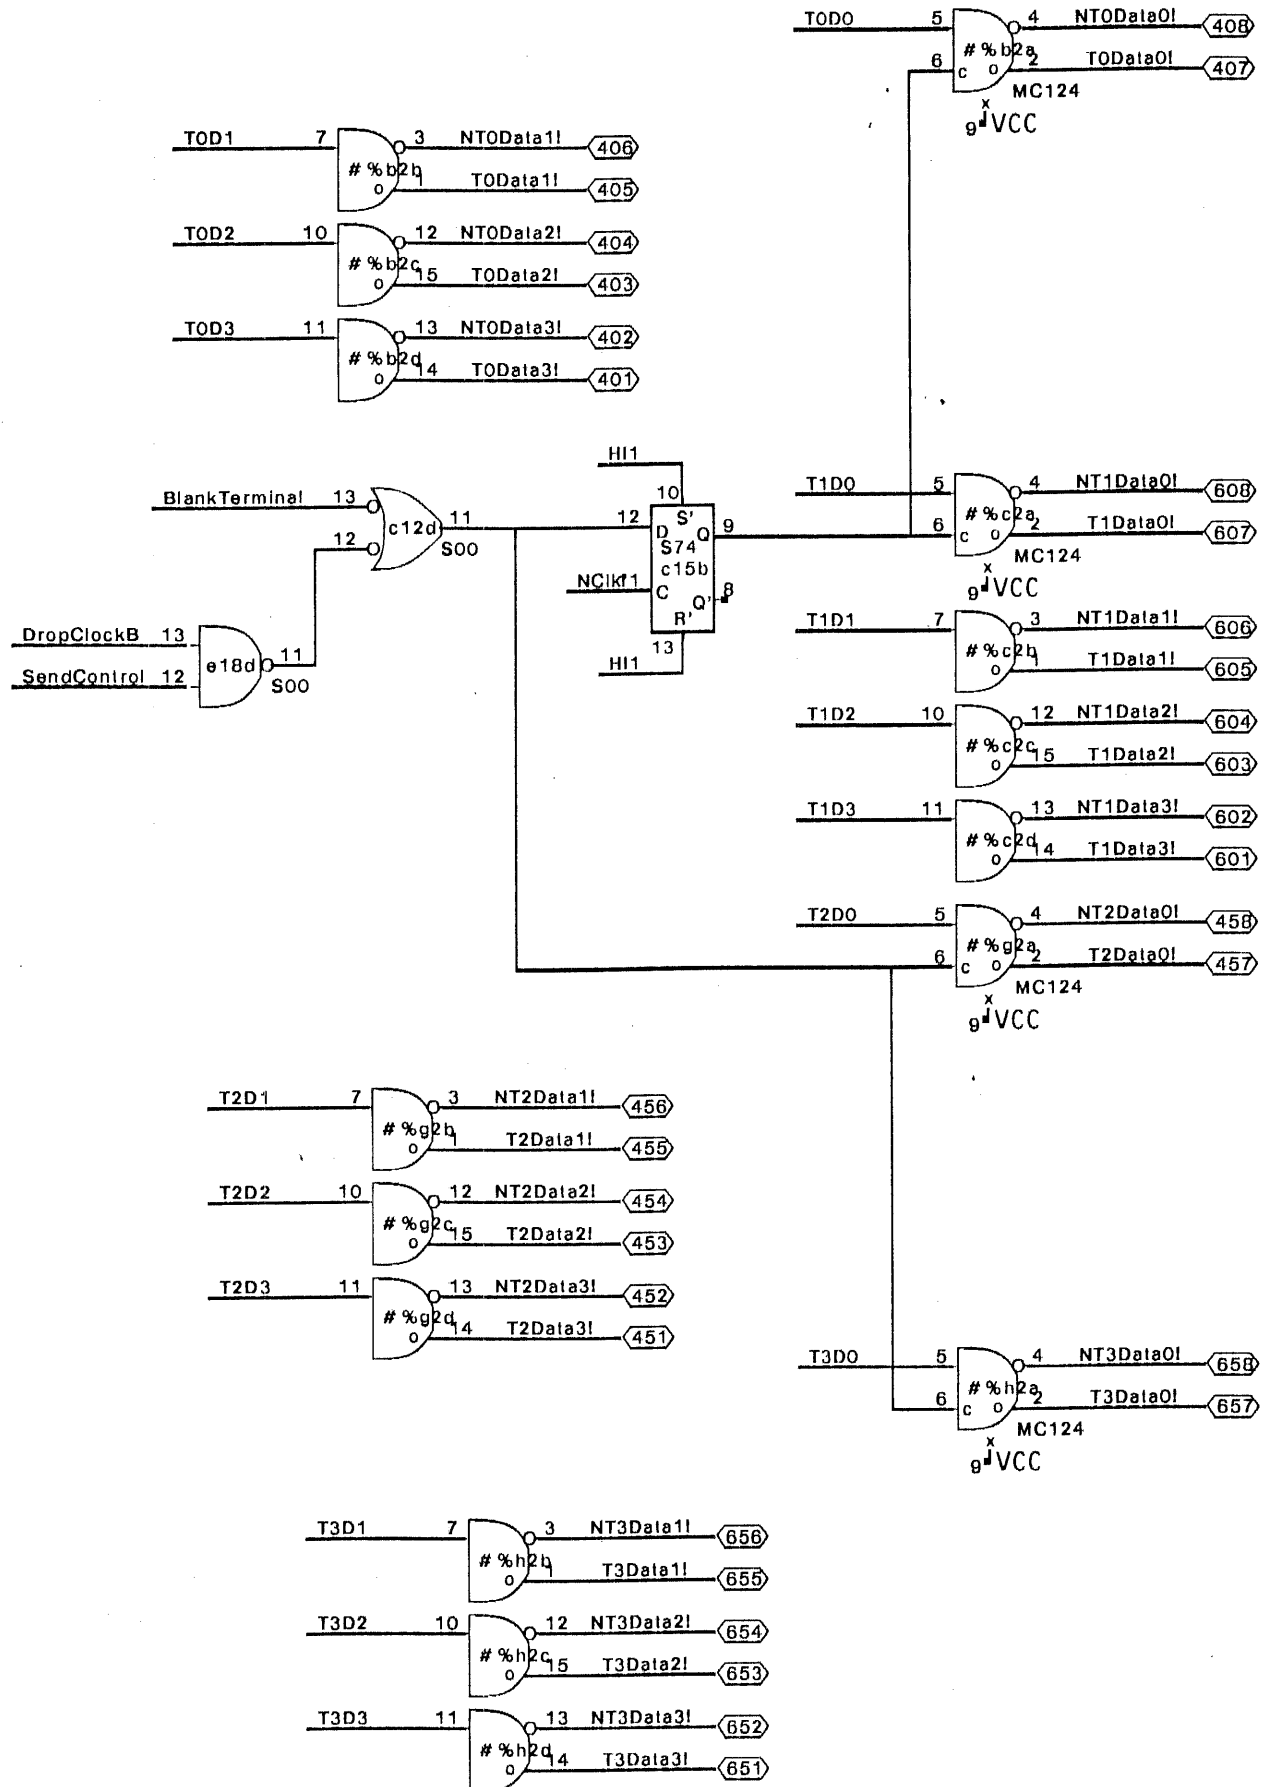 TOD0 5 4 NT0Data0! 408
# %b2a
6 c o 2 T0Data0! 407
MC124
x
9 VCC
T0D1 7 3 NT0Data1! 406
# %b2b
o 1 T0Data1! 405
T0D2 10 12 NT0Data2! 404
# %b2c
o 15 T0Data2! 403
T0D3 11 13 NT0Data3! 402
# %b2d
o 14 T0Data3! 401
HI1
10
BlankTerminal 13
c12d 11
12 S00
12 D S' Q 9
S74
c15b
NClkf1 C Q' 8
R'
13
HI1
DropClockB 13
e18d 11
SendControl 12 S00
T1D0 5 4 NT1Data0! 608
# %c2a
6 c o 2 T1Data0! 607
MC124
x
9 VCC
T1D1 7 3 NT1Data1! 606
# %c2b
o 1 T1Data1! 605
T1D2 10 12 NT1Data2! 604
# %c2c
o 15 T1Data2! 603
T1D3 11 13 NT1Data3! 602
# %c2d
o 14 T1Data3! 601
T2D0 5 4 NT2Data0! 458
# %g2a
6 c o 2 T2Data0! 457
MC124
x
9 VCC
T2D1 7 3 NT2Data1! 456
# %g2b
o 1 T2Data1! 455
T2D2 10 12 NT2Data2! 454
# %g2c
o 15 T2Data2! 453
T2D3 11 13 NT2Data3! 452
# %g2d
o 14 T2Data3! 451
T3D0 5 4 NT3Data0! 658
# %h2a
6 c o 2 T3Data0! 657
MC124
x
9 VCC
T3D1 7 3 NT3Data1! 656
# %h2b
o 1 T3Data1! 655
T3D2 10 12 NT3Data2! 654
# %h2c
o 15 T3Data2! 653
T3D3 11 13 NT3Data3! 652
# %h2d
o 14 T3Data3! 651